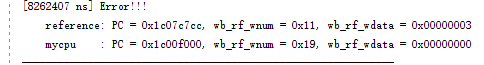 [8262407 ns] Error!!!
reference: PC = 0x1c07c7cc, wb_rf_wnum = 0x11, wb_rf_wdata = 0x00000003
mycpu    : PC = 0x1c00f000, wb_rf_wnum = 0x19, wb_rf_wdata = 0x00000000